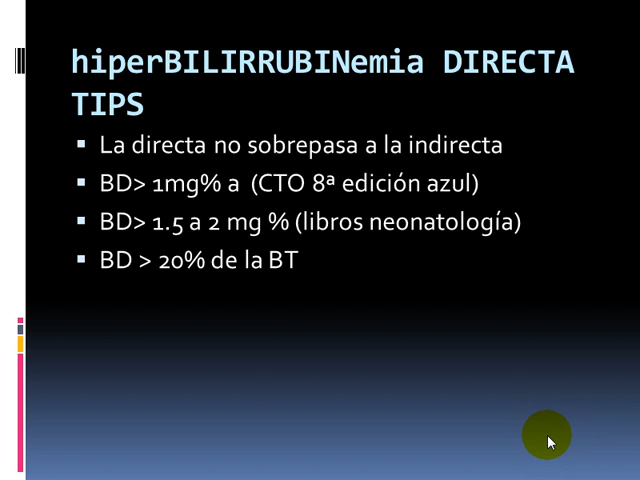 hiperBILIRRUBINemia DIRECTA
TIPS
La directa no sobrepasa a la indirecta
BD> 1mg% a (CTO 8ª edición azul)
BD> 1.5 a 2 mg % (libros neonatología)
BD > 20% de la BT